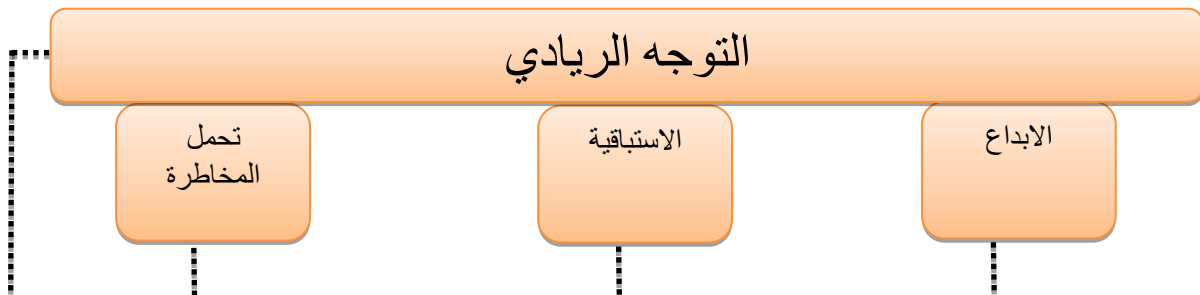 التوجه الريادي
الابداع
الاستباقية
تحمل
المخاطرة